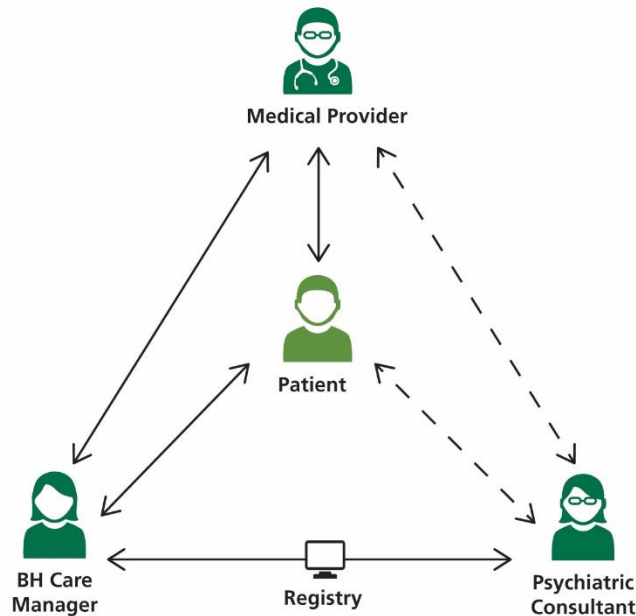 Medical Provider
Patient
BH Care
Manager
Registry
Psychiatric
Consultant